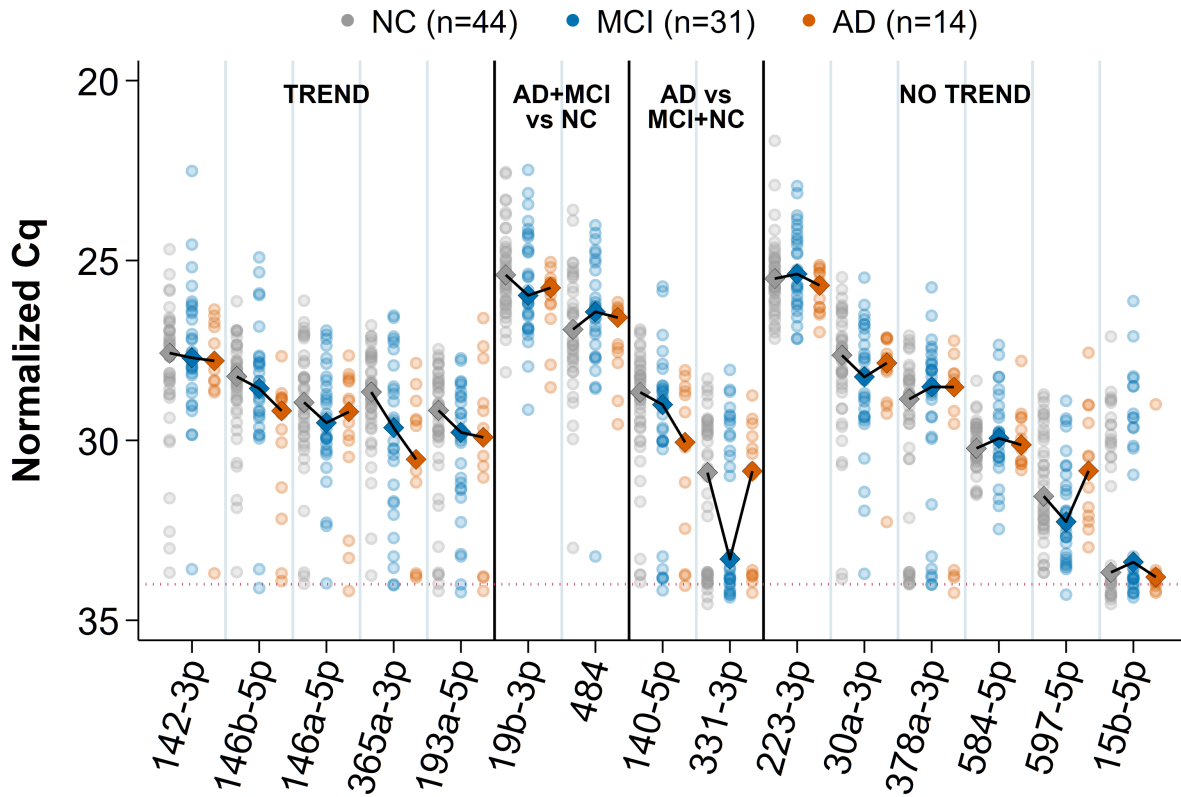 NC (n=44) MCI (n=31) AD (n=14)
TREND AD+MCI AD vs NO TREND
vs NC MCI+NC
Normalized Cq
20
25
30
35
142-3p 146b-5p 146a-5p 365a-3p 193a-5p 19b-3p 484 140-5p 331-3p 223-3p 30a-3p 378a-3p 584-5p 597-5p 15b-5p